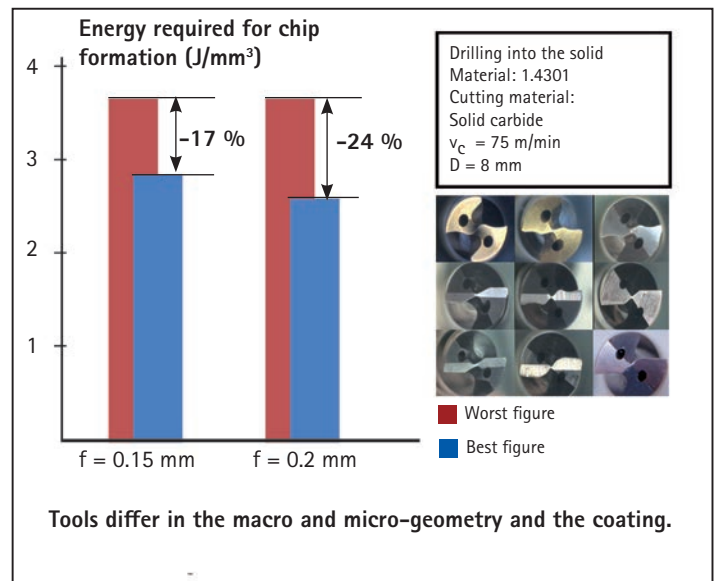 Energy required for chip
formation (J/mm³)
4
3
2
1
-17 %
-24 %
f = 0.15 mm
f = 0.2 mm
Drilling into the solid
Material: 1.4301
Cutting material:
Solid carbide
v_c = 75 m/min
D = 8 mm
Worst figure
Best figure
Tools differ in the macro and micro-geometry and the coating.